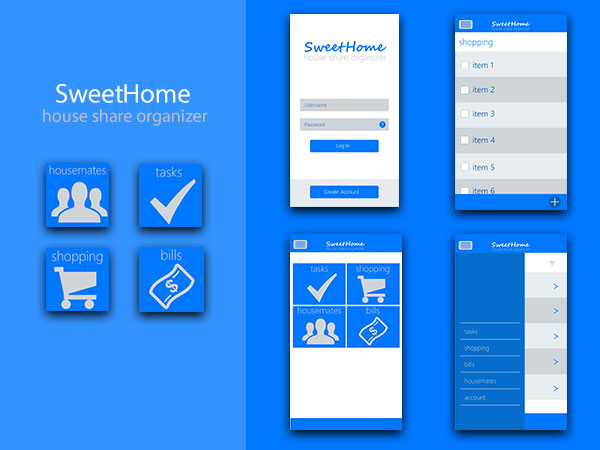 SweetHome
house share organizer
housemates
tasks
shopping
bills
SweetHome
house share organizer
Username
Password
?
Log In
Create Account
SweetHome
house share organizer
shopping
item 1
item 2
item 3
item 4
item 5
item 6
SweetHome
house share organizer
tasks
shopping
housemates
bills
SweetHome
house share organizer
tasks
shopping
bills
housemates
account